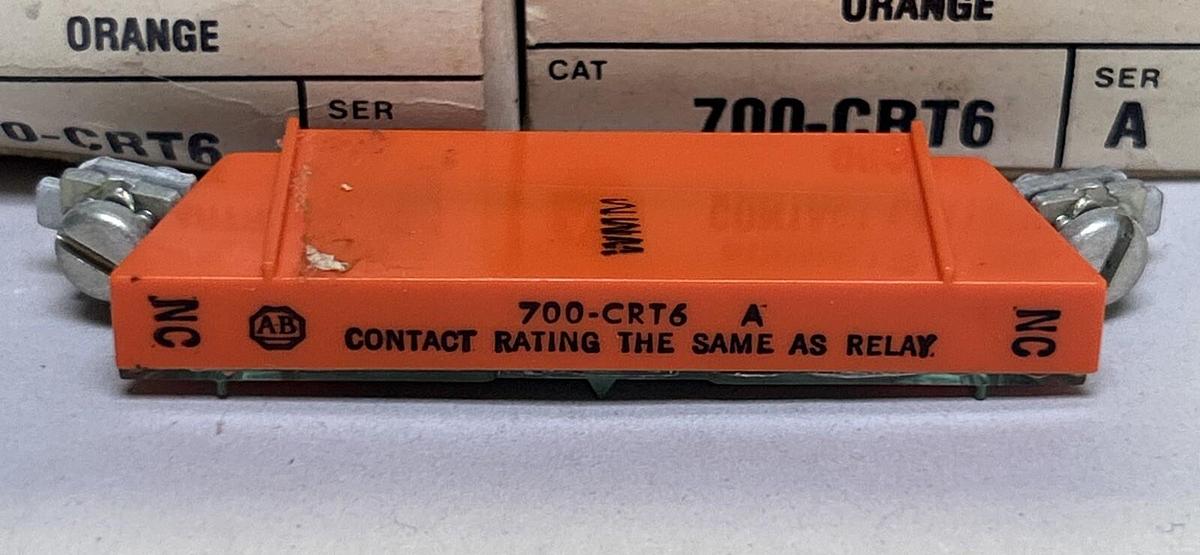 ORANGE
SER
0-CRT6
ORANGE
CAT
700-CRT6
SER
A
NC
A-B
700-CRT6 A
CONTACT RATING THE SAME AS RELAY.
NC